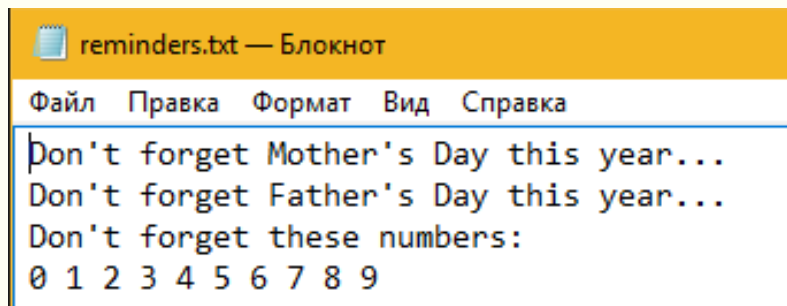 reminders.txt — Блокнот
Файл Правка Формат Вид Справка
Don't forget Mother's Day this year...
Don't forget Father's Day this year...
Don't forget these numbers:
0 1 2 3 4 5 6 7 8 9